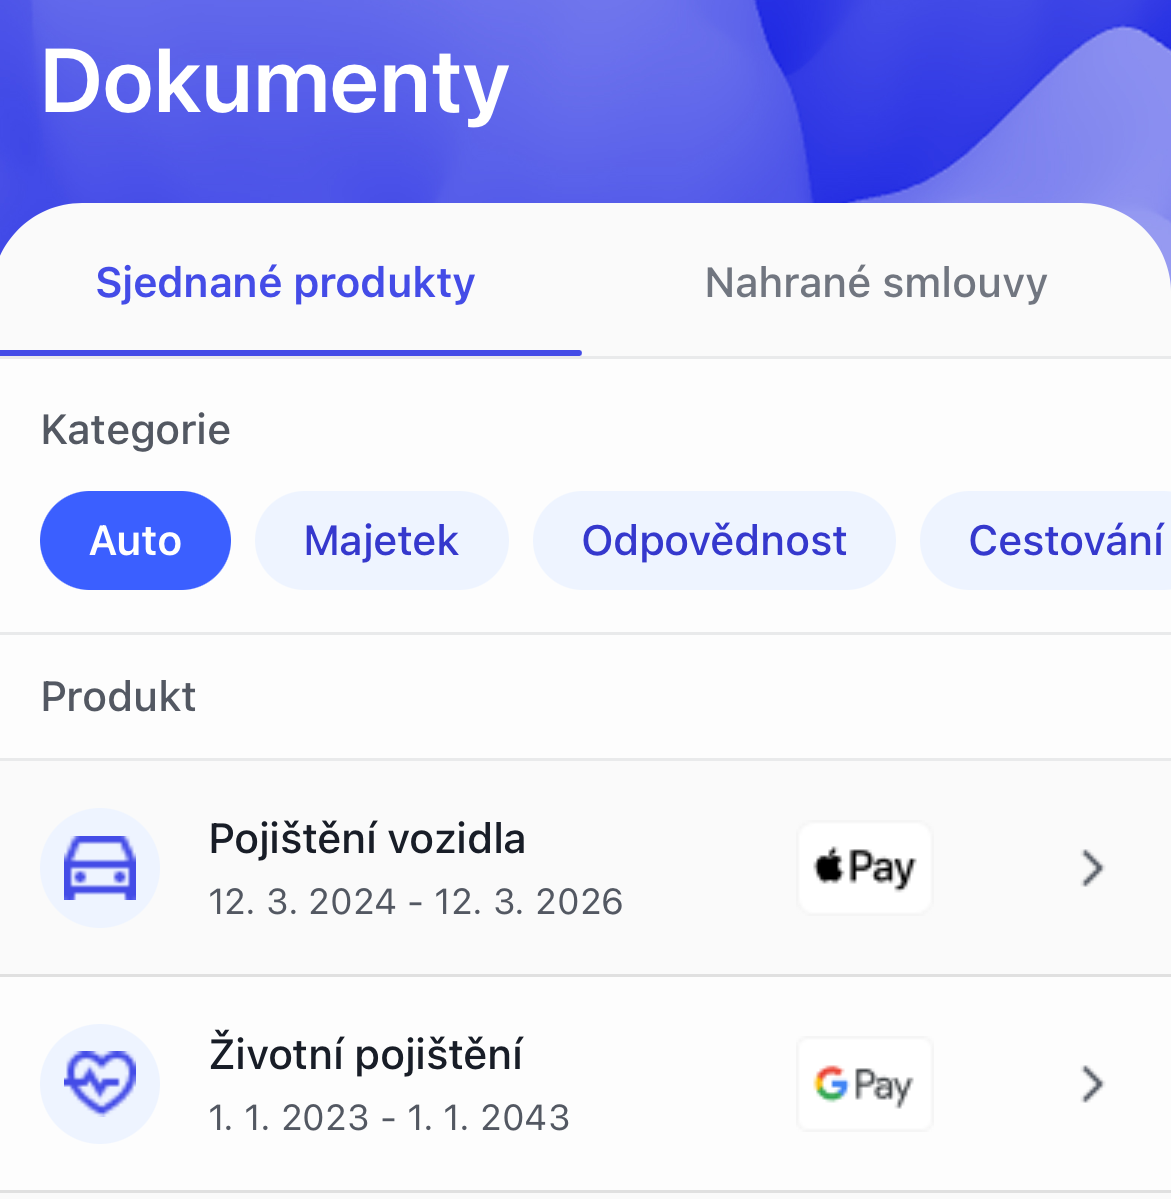 Dokumenty
Sjednané produkty
Nahrané smlouvy
Kategorie
Auto
Majetek
Odpovědnost
Cestování
Produkt
Pojištění vozidla
12. 3. 2024 - 12. 3. 2026
Pay
Životní pojištění
1. 1. 2023 - 1. 1. 2043
G Pay